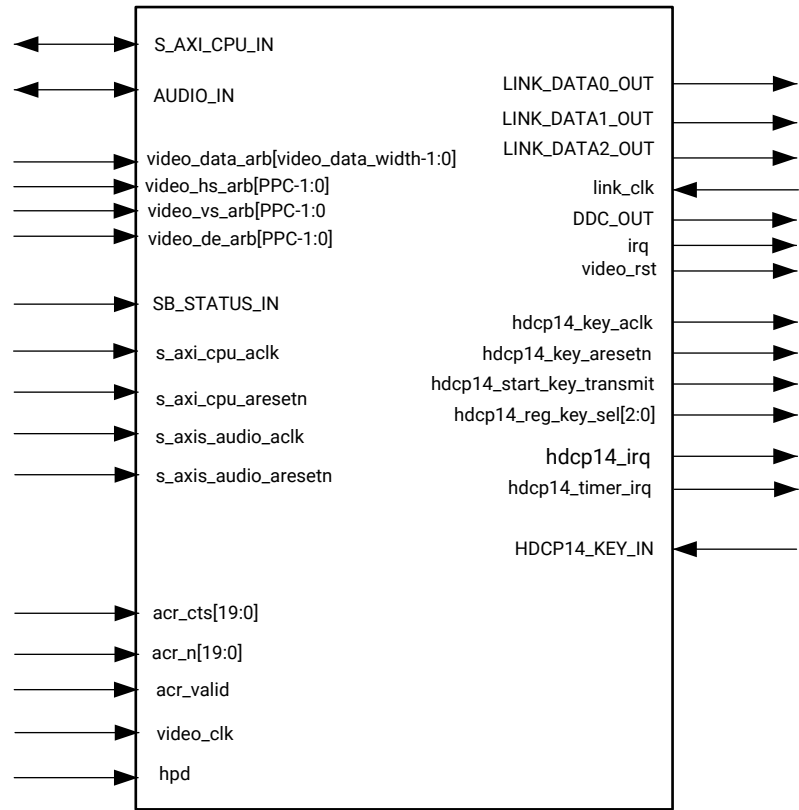 S_AXI_CPU_IN
AUDIO_IN
video_data_arb[video_data_width-1:0]
video_hs_arb[PPC-1:0]
video_vs_arb[PPC-1:0
video_de_arb[PPC-1:0]
SB_STATUS_IN
s_axi_cpu_aclk
s_axi_cpu_aresetn
s_axis_audio_aclk
s_axis_audio_aresetn
acr_cts[19:0]
acr_n[19:0]
acr_valid
video_clk
hpd
LINK_DATA0_OUT
LINK_DATA1_OUT
LINK_DATA2_OUT
link_clk
DDC_OUT
irq
video_rst
hdcp14_key_aclk
hdcp14_key_aresetn
hdcp14_start_key_transmit
hdcp14_reg_key_sel[2:0]
hdcp14_irq
hdcp14_timer_irq
HDCP14_KEY_IN